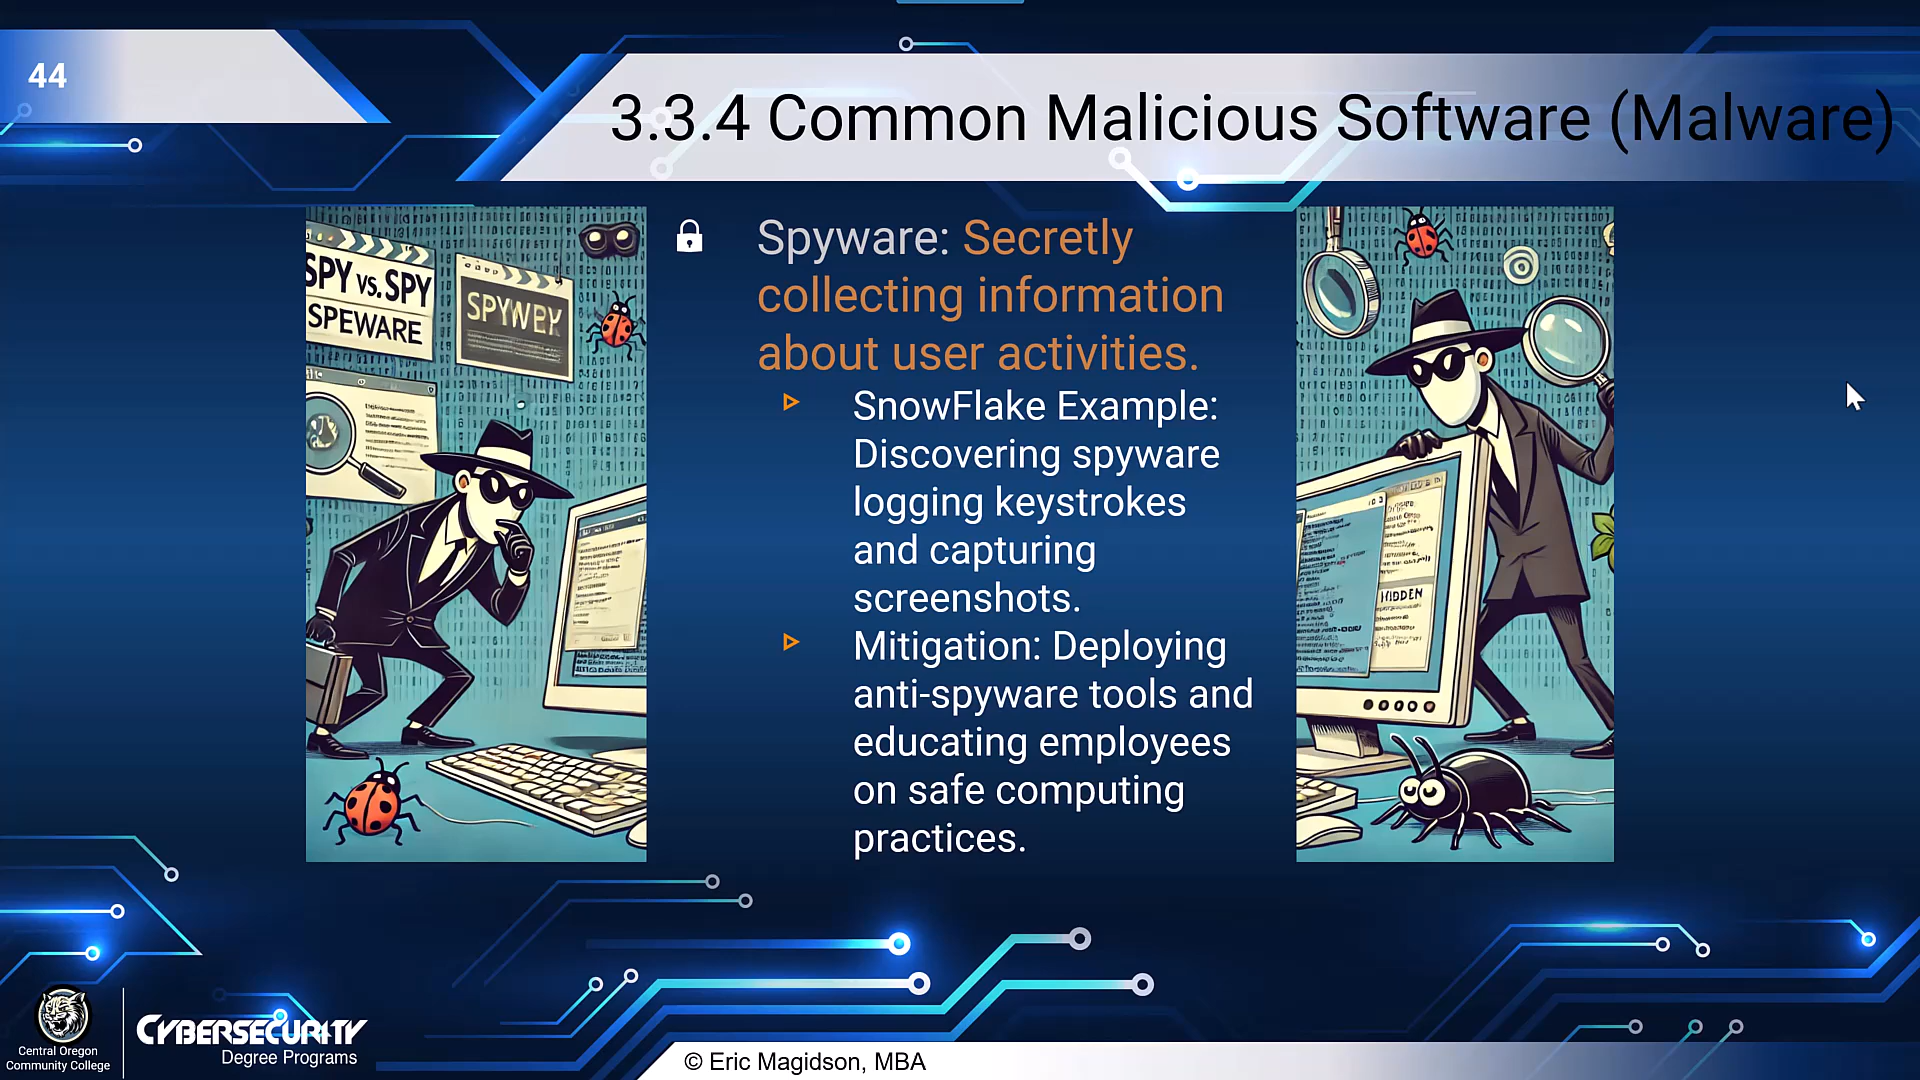 44
3.3.4 Common Malicious Software (Malware)
SPY vs. SPY
SPEWARE
Spyware: Secretly
collecting information
about user activities.
SnowFlake Example:
Discovering spyware
logging keystrokes
and capturing
screenshots.
Mitigation: Deploying
anti-spyware tools and
educating employees
on safe computing
practices.
HIDDEN
Central Oregon
Community College
CYBERSECURITY
Degree Programs
© Eric Magidson, MBA